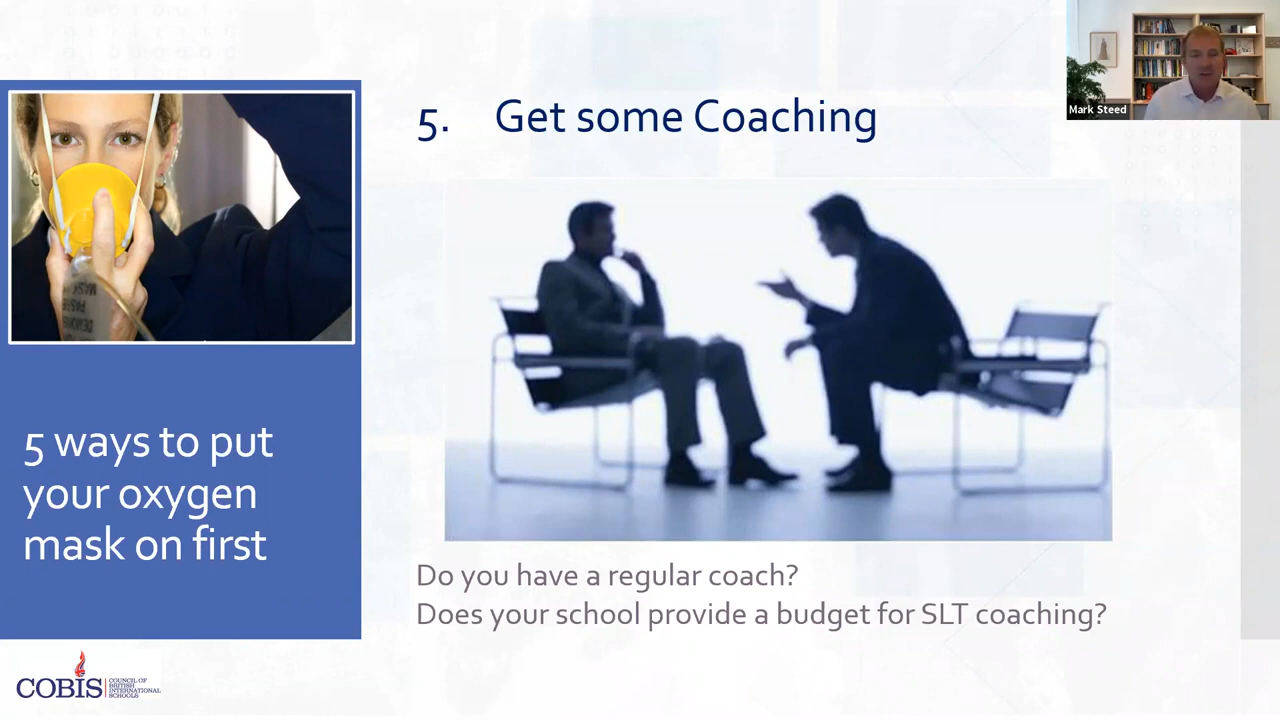 Mark Steed
5. Get some Coaching
5 ways to put
your oxygen
mask on first
Do you have a regular coach?
Does your school provide a budget for SLT coaching?
COBIS
COUNCIL OF
BRITISH
INTERNATIONAL
SCHOOLS